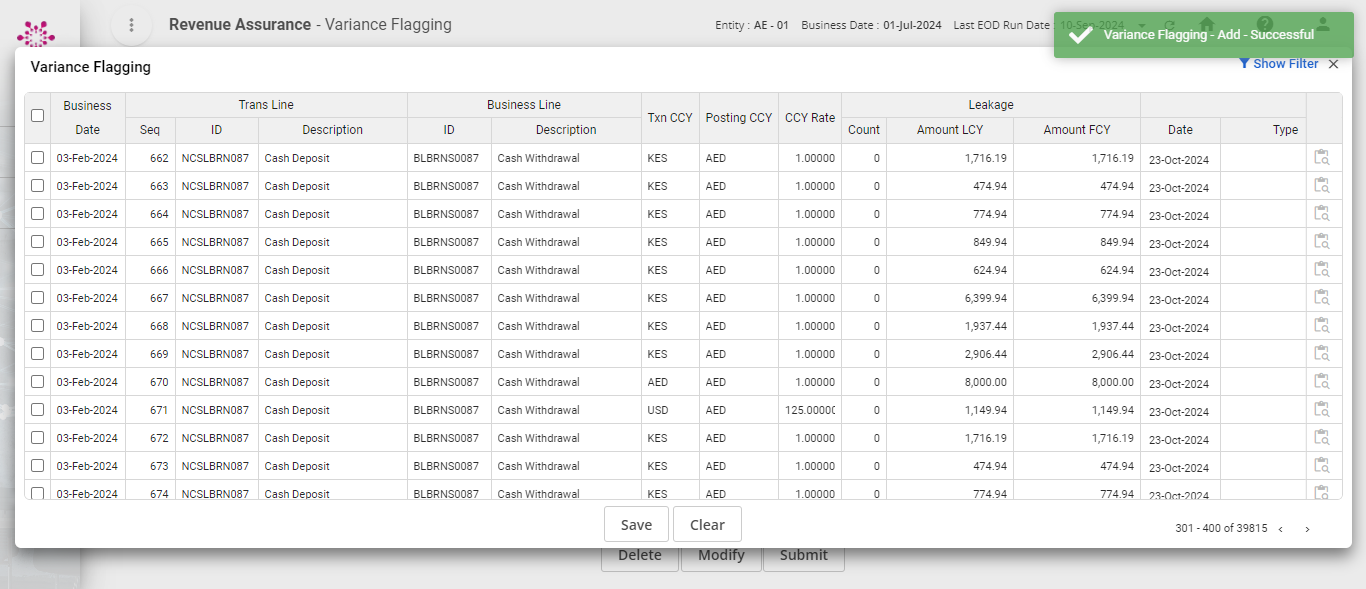 Revenue Assurance - Variance Flagging
Entity : AE - 01 Business Date : 01-Jul-2024 Last EOD Run Date : 10-Sep-2024
Variance Flagging - Add - Successful
Variance Flagging
Show Filter
Business Date Trans Line Business Line Txn CCY Posting CCY CCY Rate Leakage
Seq ID Description ID Description Count Amount LCY Amount FCY Date Type
03-Feb-2024 662 NCSLBRN087 Cash Deposit BLBRNS0087 Cash Withdrawal KES AED 1.00000 0 1,716.19 1,716.19 23-Oct-2024
03-Feb-2024 663 NCSLBRN087 Cash Deposit BLBRNS0087 Cash Withdrawal KES AED 1.00000 0 474.94 474.94 23-Oct-2024
03-Feb-2024 664 NCSLBRN087 Cash Deposit BLBRNS0087 Cash Withdrawal KES AED 1.00000 0 774.94 774.94 23-Oct-2024
03-Feb-2024 665 NCSLBRN087 Cash Deposit BLBRNS0087 Cash Withdrawal KES AED 1.00000 0 849.94 849.94 23-Oct-2024
03-Feb-2024 666 NCSLBRN087 Cash Deposit BLBRNS0087 Cash Withdrawal KES AED 1.00000 0 624.94 624.94 23-Oct-2024
03-Feb-2024 667 NCSLBRN087 Cash Deposit BLBRNS0087 Cash Withdrawal KES AED 1.00000 0 6,399.94 6,399.94 23-Oct-2024
03-Feb-2024 668 NCSLBRN087 Cash Deposit BLBRNS0087 Cash Withdrawal KES AED 1.00000 0 1,937.44 1,937.44 23-Oct-2024
03-Feb-2024 669 NCSLBRN087 Cash Deposit BLBRNS0087 Cash Withdrawal KES AED 1.00000 0 2,906.44 2,906.44 23-Oct-2024
03-Feb-2024 670 NCSLBRN087 Cash Deposit BLBRNS0087 Cash Withdrawal AED AED 1.00000 0 8,000.00 8,000.00 23-Oct-2024
03-Feb-2024 671 NCSLBRN087 Cash Deposit BLBRNS0087 Cash Withdrawal USD AED 125.00000 0 1,149.94 1,149.94 23-Oct-2024
03-Feb-2024 672 NCSLBRN087 Cash Deposit BLBRNS0087 Cash Withdrawal KES AED 1.00000 0 1,716.19 1,716.19 23-Oct-2024
03-Feb-2024 673 NCSLBRN087 Cash Deposit BLBRNS0087 Cash Withdrawal KES AED 1.00000 0 474.94 474.94 23-Oct-2024
03-Feb-2024 674 NCSLBRN087 Cash Deposit BLBRNS0087 Cash Withdrawal KES AED 1.00000 0 774.94 774.94 23-Oct-2024
Save Clear
301 - 400 of 39815
Delete Modify Submit